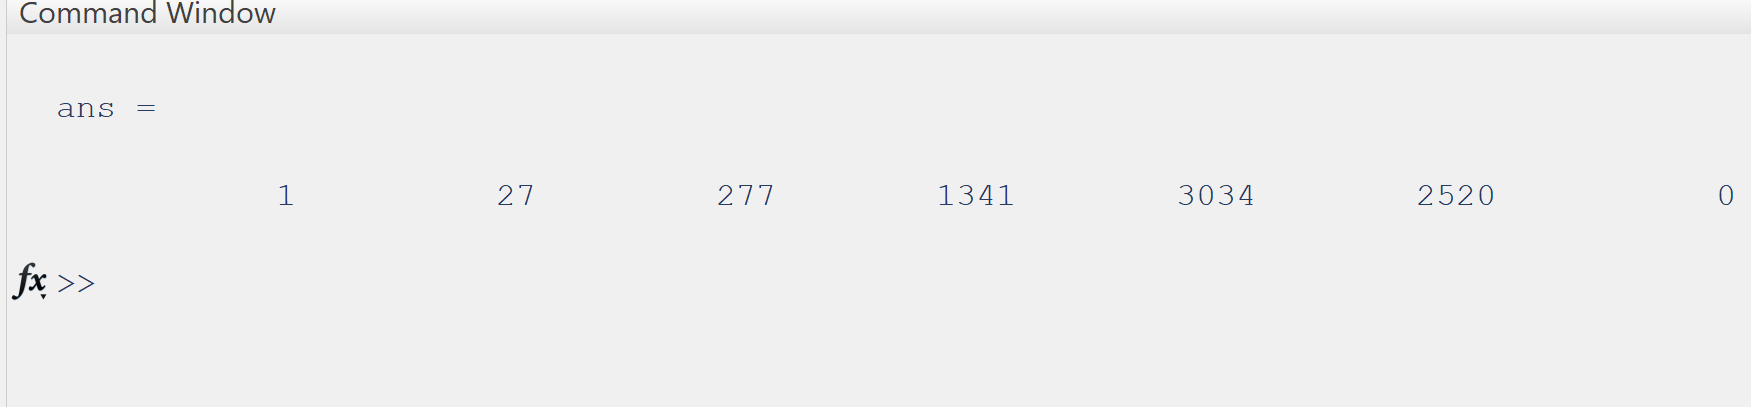 Command Window
ans =
1 27 277 1341 3034 2520 0
fx >>